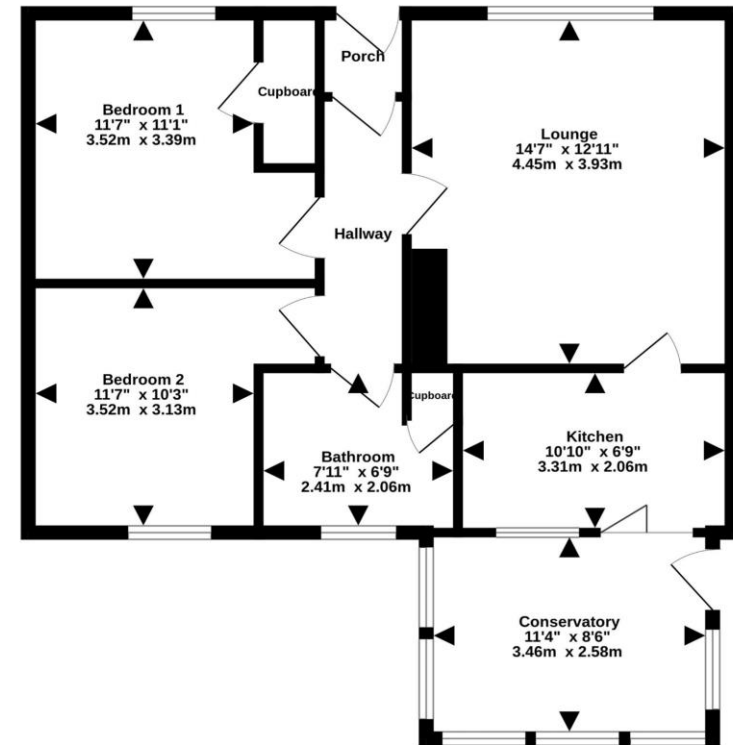 Porch
Cupboard
Bedroom 1
11'7" x 11'1"
3.52m x 3.39m
Lounge
14'7" x 12'11"
4.45m x 3.93m
Hallway
Bedroom 2
11'7" x 10'3"
3.52m x 3.13m
Cupboard
Bathroom
7'11" x 6'9"
2.41m x 2.06m
Kitchen
10'10" x 6'9"
3.31m x 2.06m
Conservatory
11'4" x 8'6"
3.46m x 2.58m